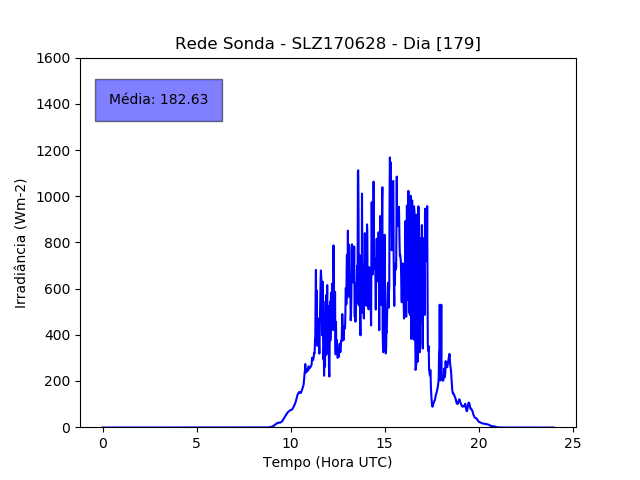 Rede Sonda - SLZ170628 - Dia [179]
Média: 182.63
Irradiância (Wm-2)
1600
1400
1200
1000
800
600
400
200
0
0 5 10 15 20 25
Tempo (Hora UTC)